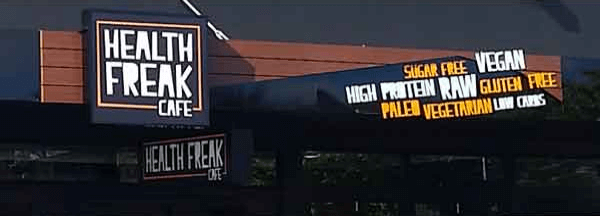 HEALTH
FREAK
CAFE
SUGAR FREE VEGAN
HIGH PROTEIN RAW GLUTEN FREE
PALEO VEGETARIAN LOW CARBS
HEALTH FREAK
CAFE